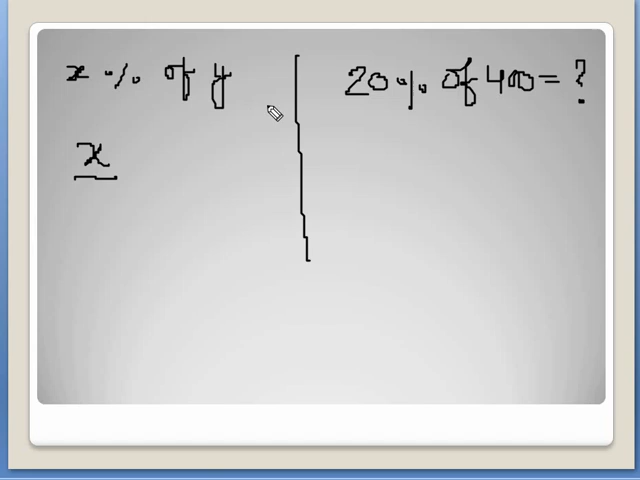 x % of y
20% of 400 = ?
x